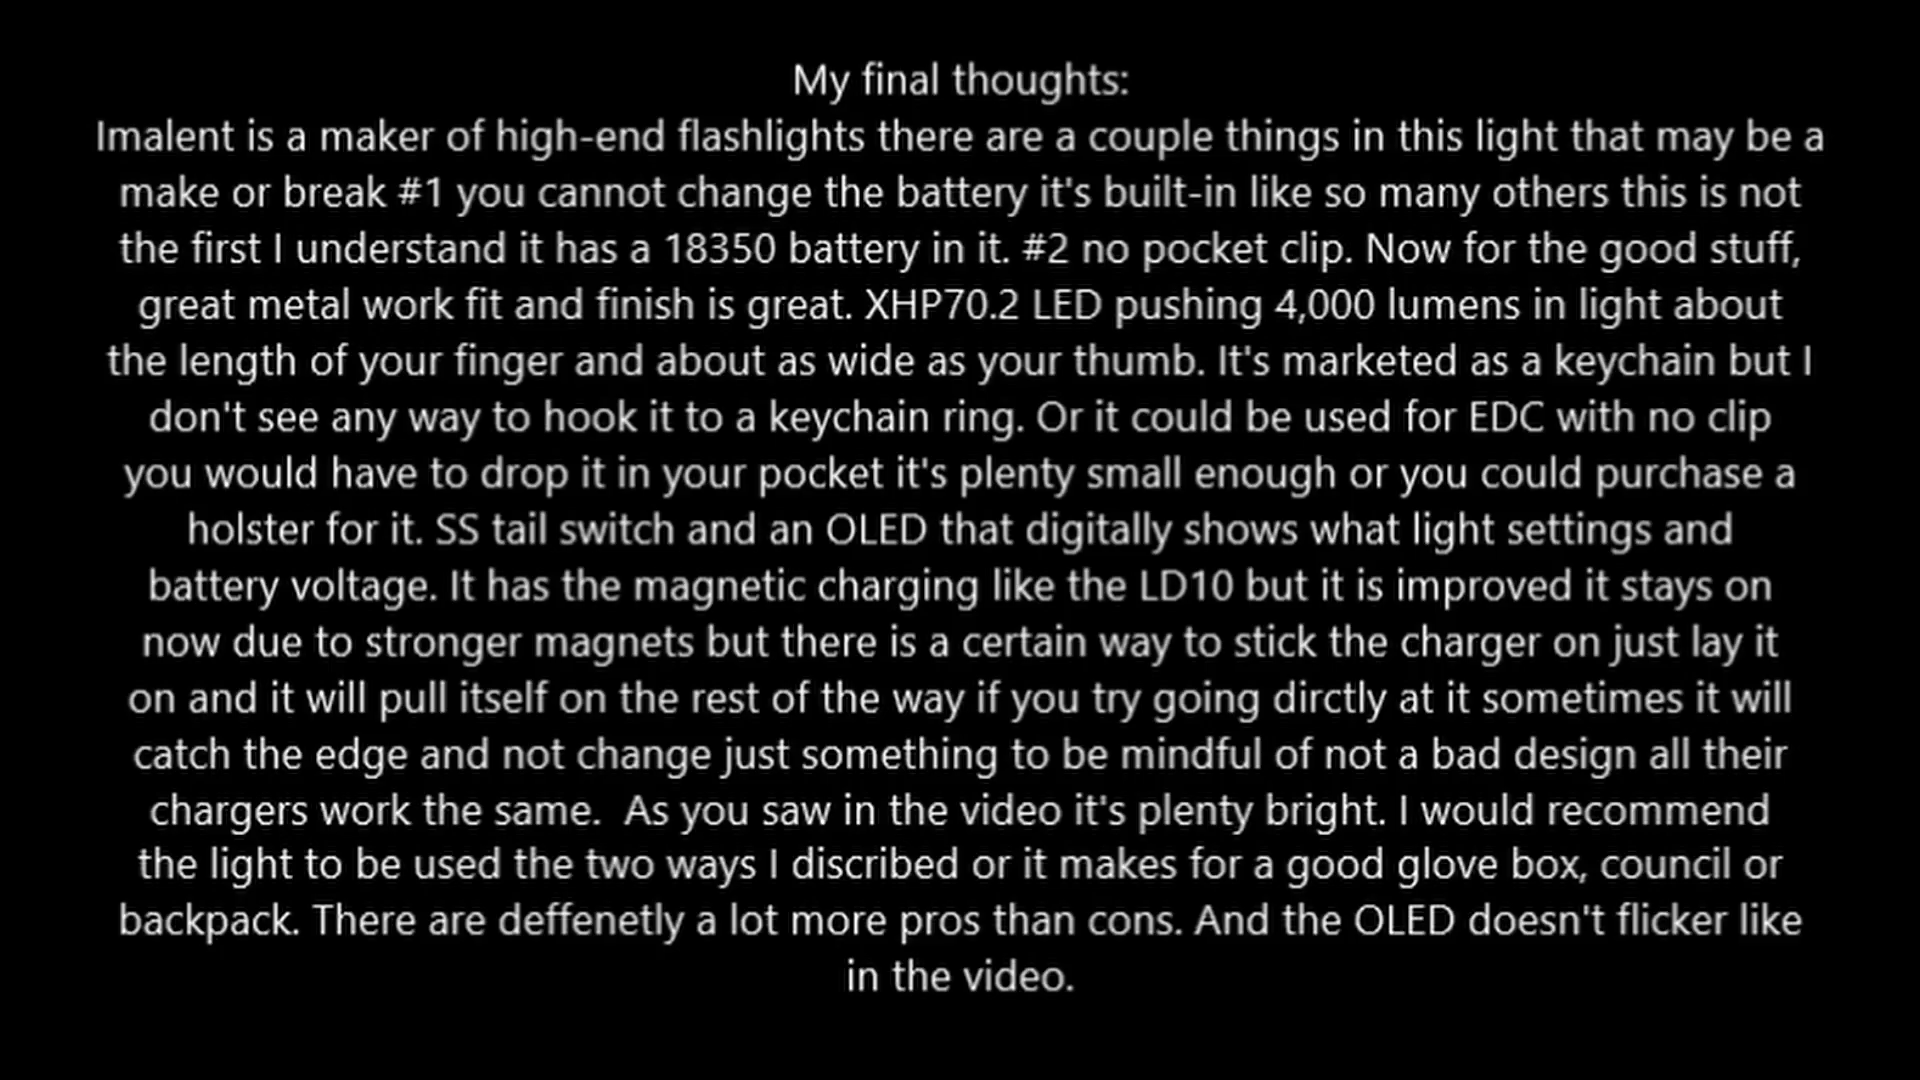 My final thoughts:
Imalent is a maker of high-end flashlights there are a couple things in this light that may be a
make or break #1 you cannot change the battery it's built-in like so many others this is not
the first I understand it has a 18350 battery in it. #2 no pocket clip. Now for the good stuff,
great metal work fit and finish is great. XHP70.2 LED pushing 4,000 lumens in light about
the length of your finger and about as wide as your thumb. It's marketed as a keychain but I
don't see any way to hook it to a keychain ring. Or it could be used for EDC with no clip
you would have to drop it in your pocket it's plenty small enough or you could purchase a
holster for it. SS tail switch and an OLED that digitally shows what light settings and
battery voltage. It has the magnetic charging like the LD10 but it is improved it stays on
now due to stronger magnets but there is a certain way to stick the charger on just lay it
on and it will pull itself on the rest of the way if you try going dirctly at it sometimes it will
catch the edge and not change just something to be mindful of not a bad design all their
chargers work the same.  As you saw in the video it's plenty bright. I would recommend
the light to be used the two ways I discribed or it makes for a good glove box, council or
backpack. There are deffenetly a lot more pros than cons. And the OLED doesn't flicker like
in the video.